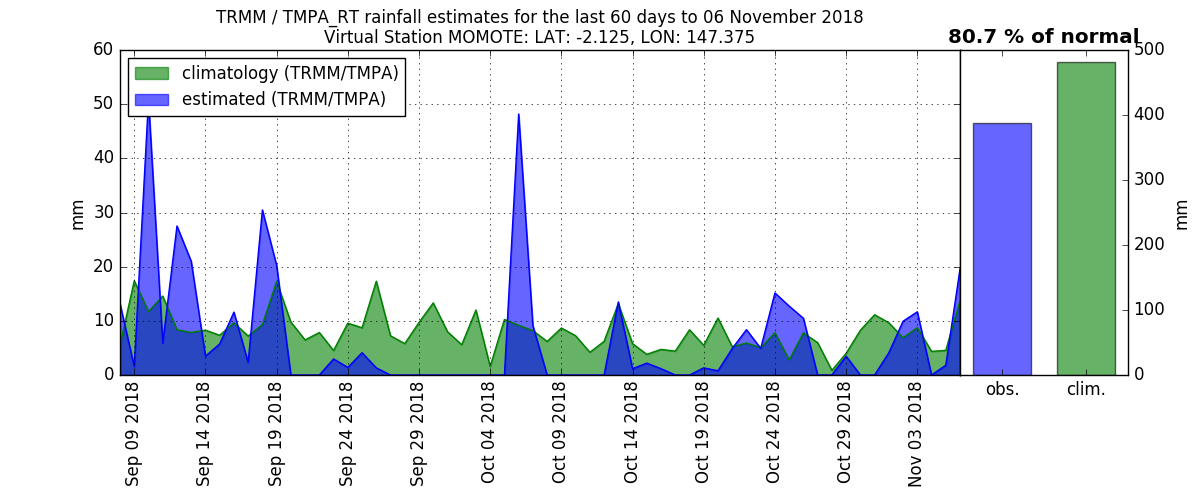 TRMM / TMPA_RT rainfall estimates for the last 60 days to 06 November 2018
Virtual Station MOMOTE: LAT: -2.125, LON: 147.375
80.7 % of normal
climatology (TRMM/TMPA)
estimated (TRMM/TMPA)
mm
60
50
40
30
20
10
0
Sep 09 2018
Sep 14 2018
Sep 19 2018
Sep 24 2018
Sep 29 2018
Oct 04 2018
Oct 09 2018
Oct 14 2018
Oct 19 2018
Oct 24 2018
Oct 29 2018
Nov 03 2018
obs.
clim.
500
400
300
200
100
0
mm